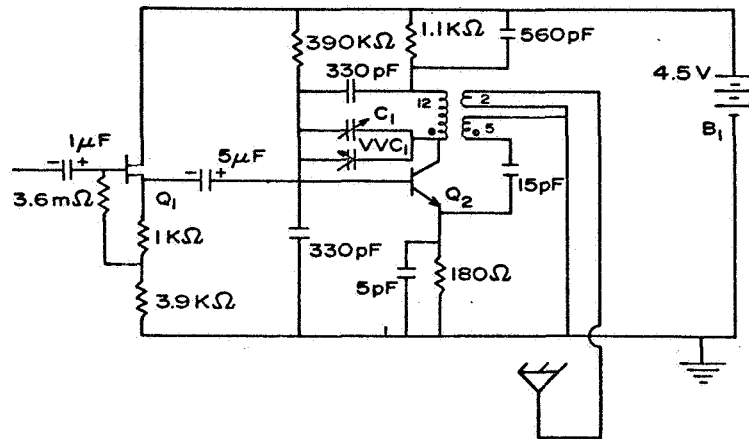 390KΩ
1.1KΩ
560pF
330pF
4.5V
12
2
C1
1μF
5μF
VVC1
5
B1
- +
- +
Q1
Q2
15pF
3.6mΩ
1KΩ
330pF
5pF
180Ω
3.9KΩ